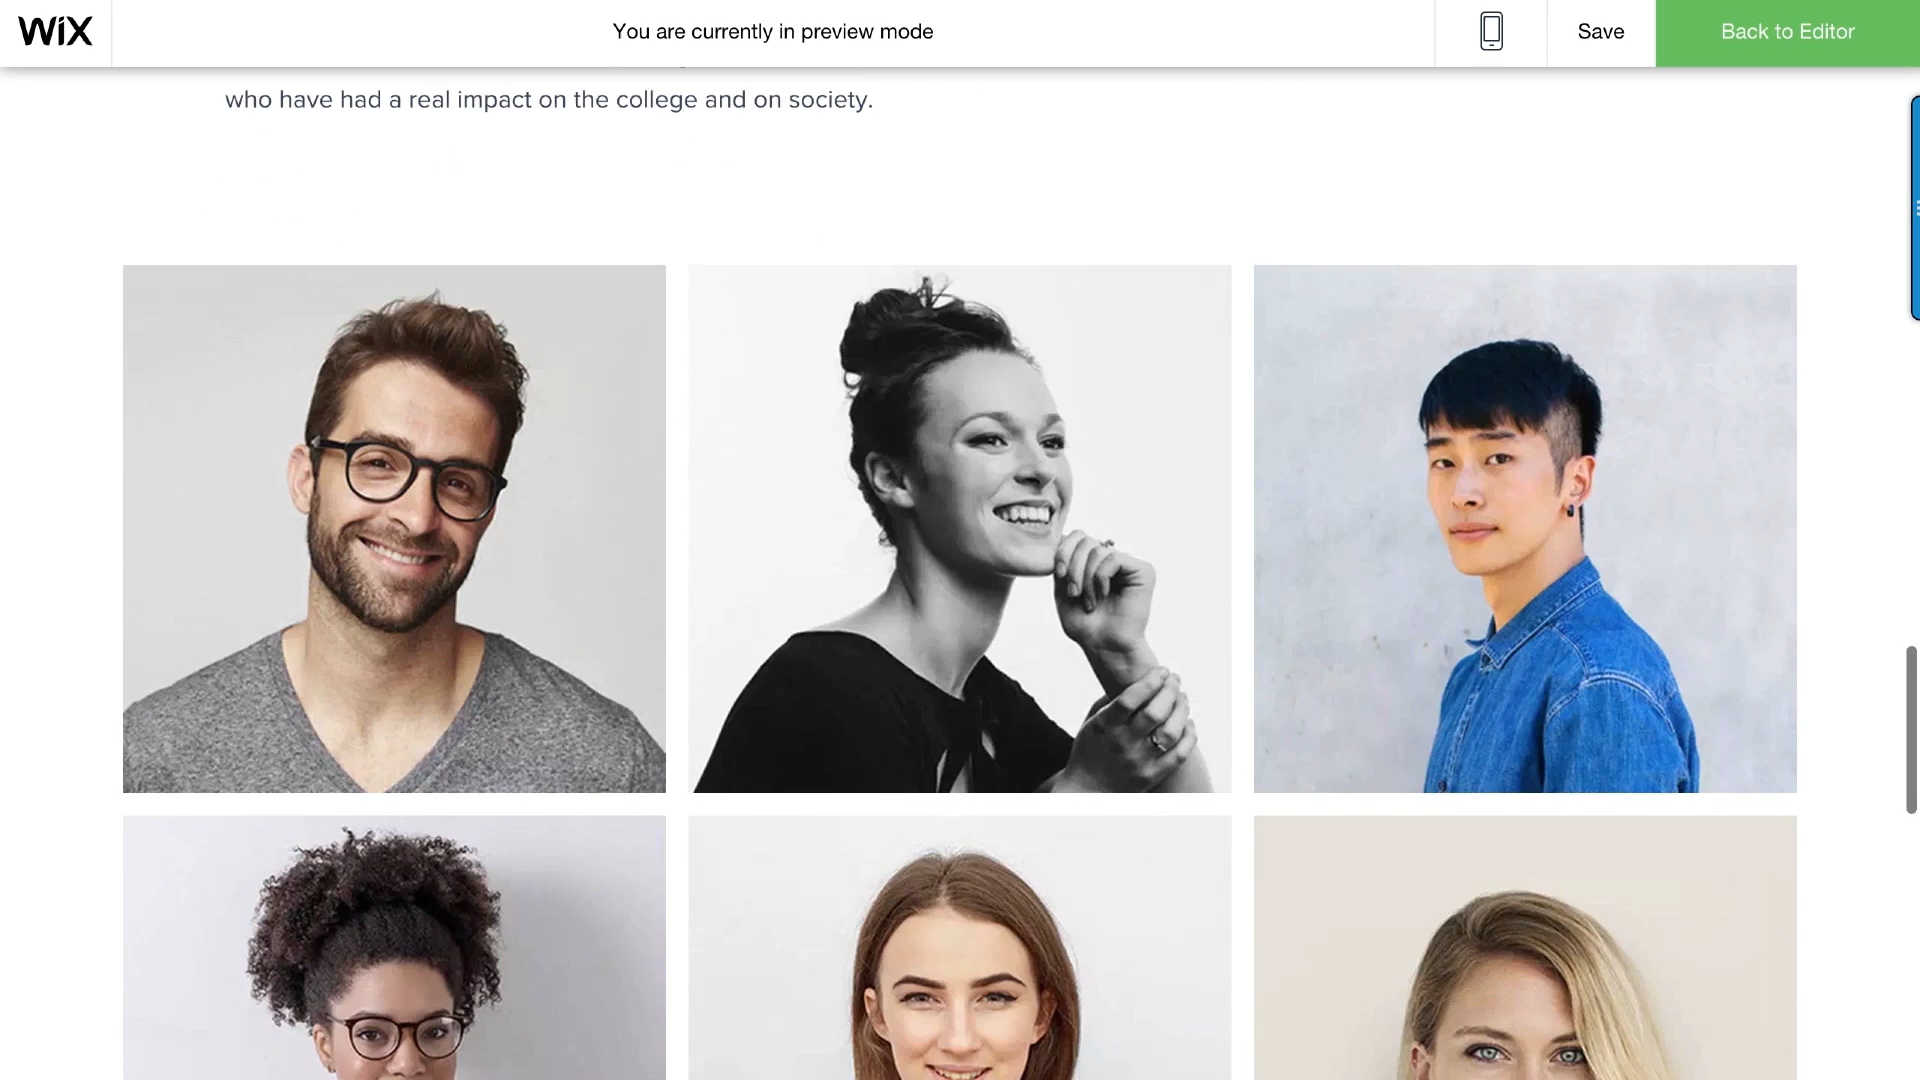 WiX
You are currently in preview mode
Save
Back to Editor
who have had a real impact on the college and on society.